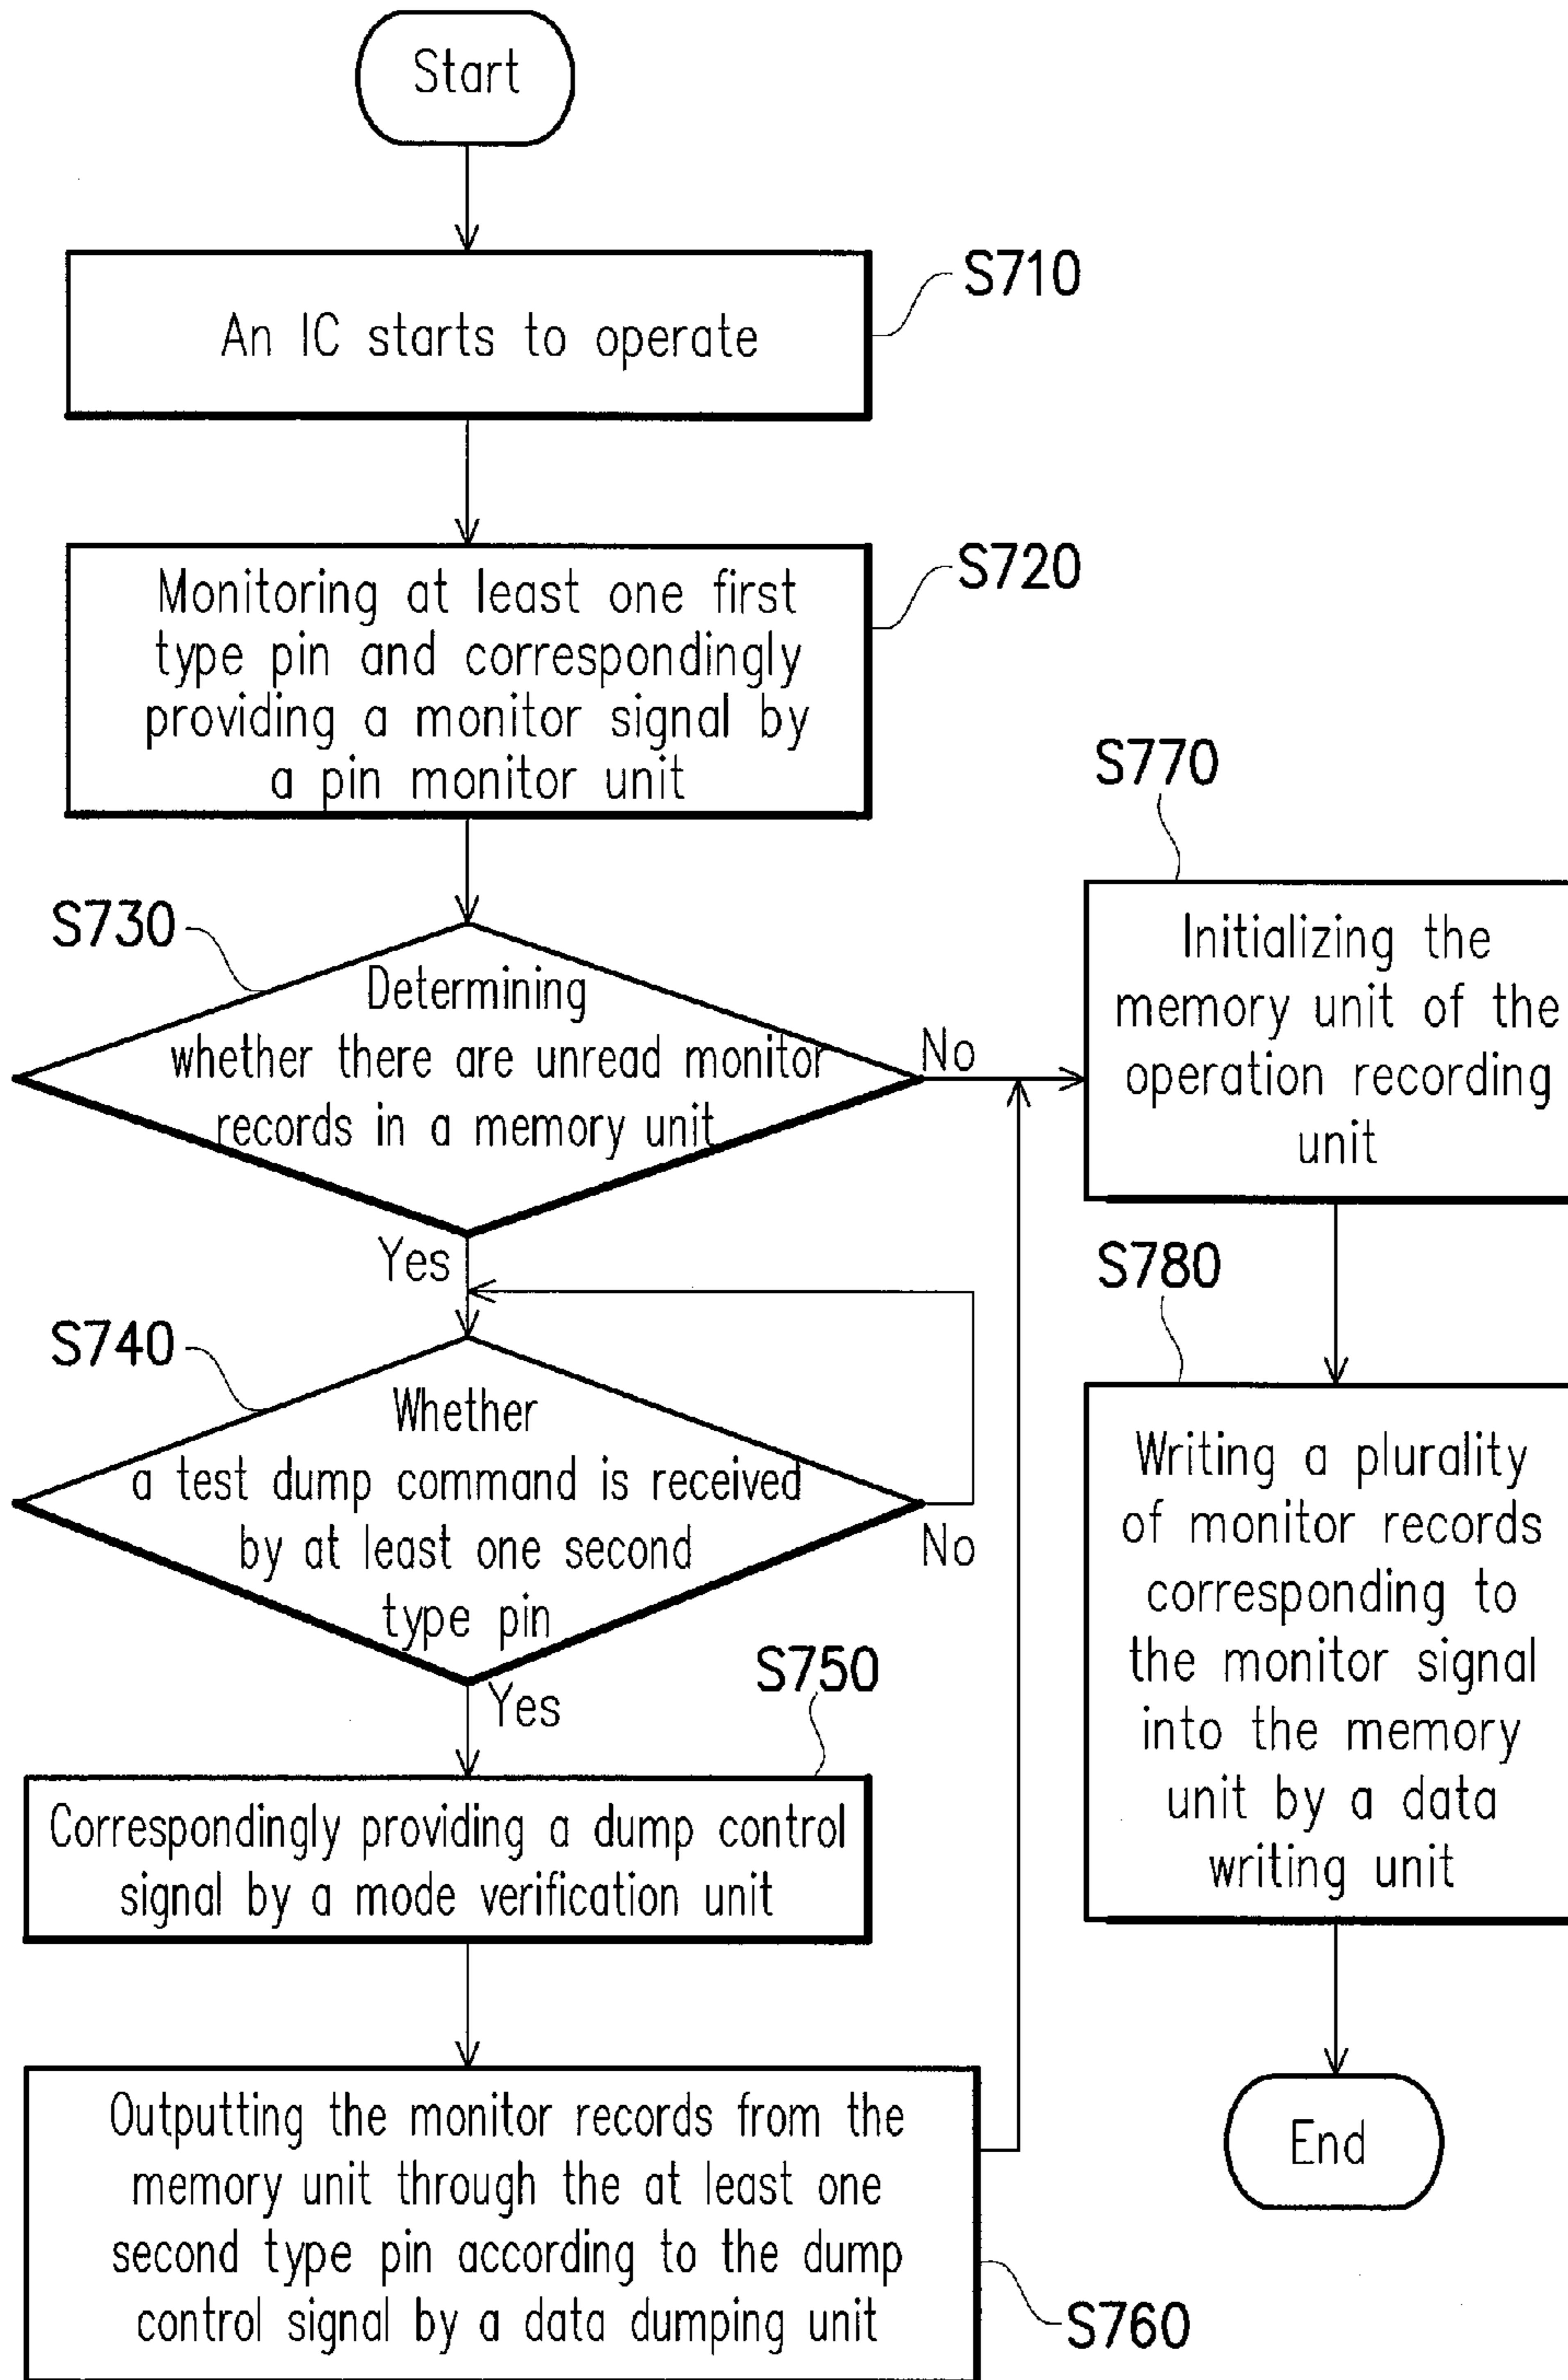 Start
An IC starts to operate
S710
Monitoring at least one first
type pin and correspondingly
providing a monitor signal by
a pin monitor unit
S720
S730
Determining
whether there are unread monitor
records in a memory unit
No
Yes
S740
Whether
a test dump command is received
by at least one second
type pin
No
Yes
S750
Correspondingly providing a dump control
signal by a mode verification unit
Outputting the monitor records from the
memory unit through the at least one
second type pin according to the dump
control signal by a data dumping unit
S760
S770
Initializing the
memory unit of the
operation recording
unit
S780
Writing a plurality
of monitor records
corresponding to
the monitor signal
into the memory
unit by a data
writing unit
End